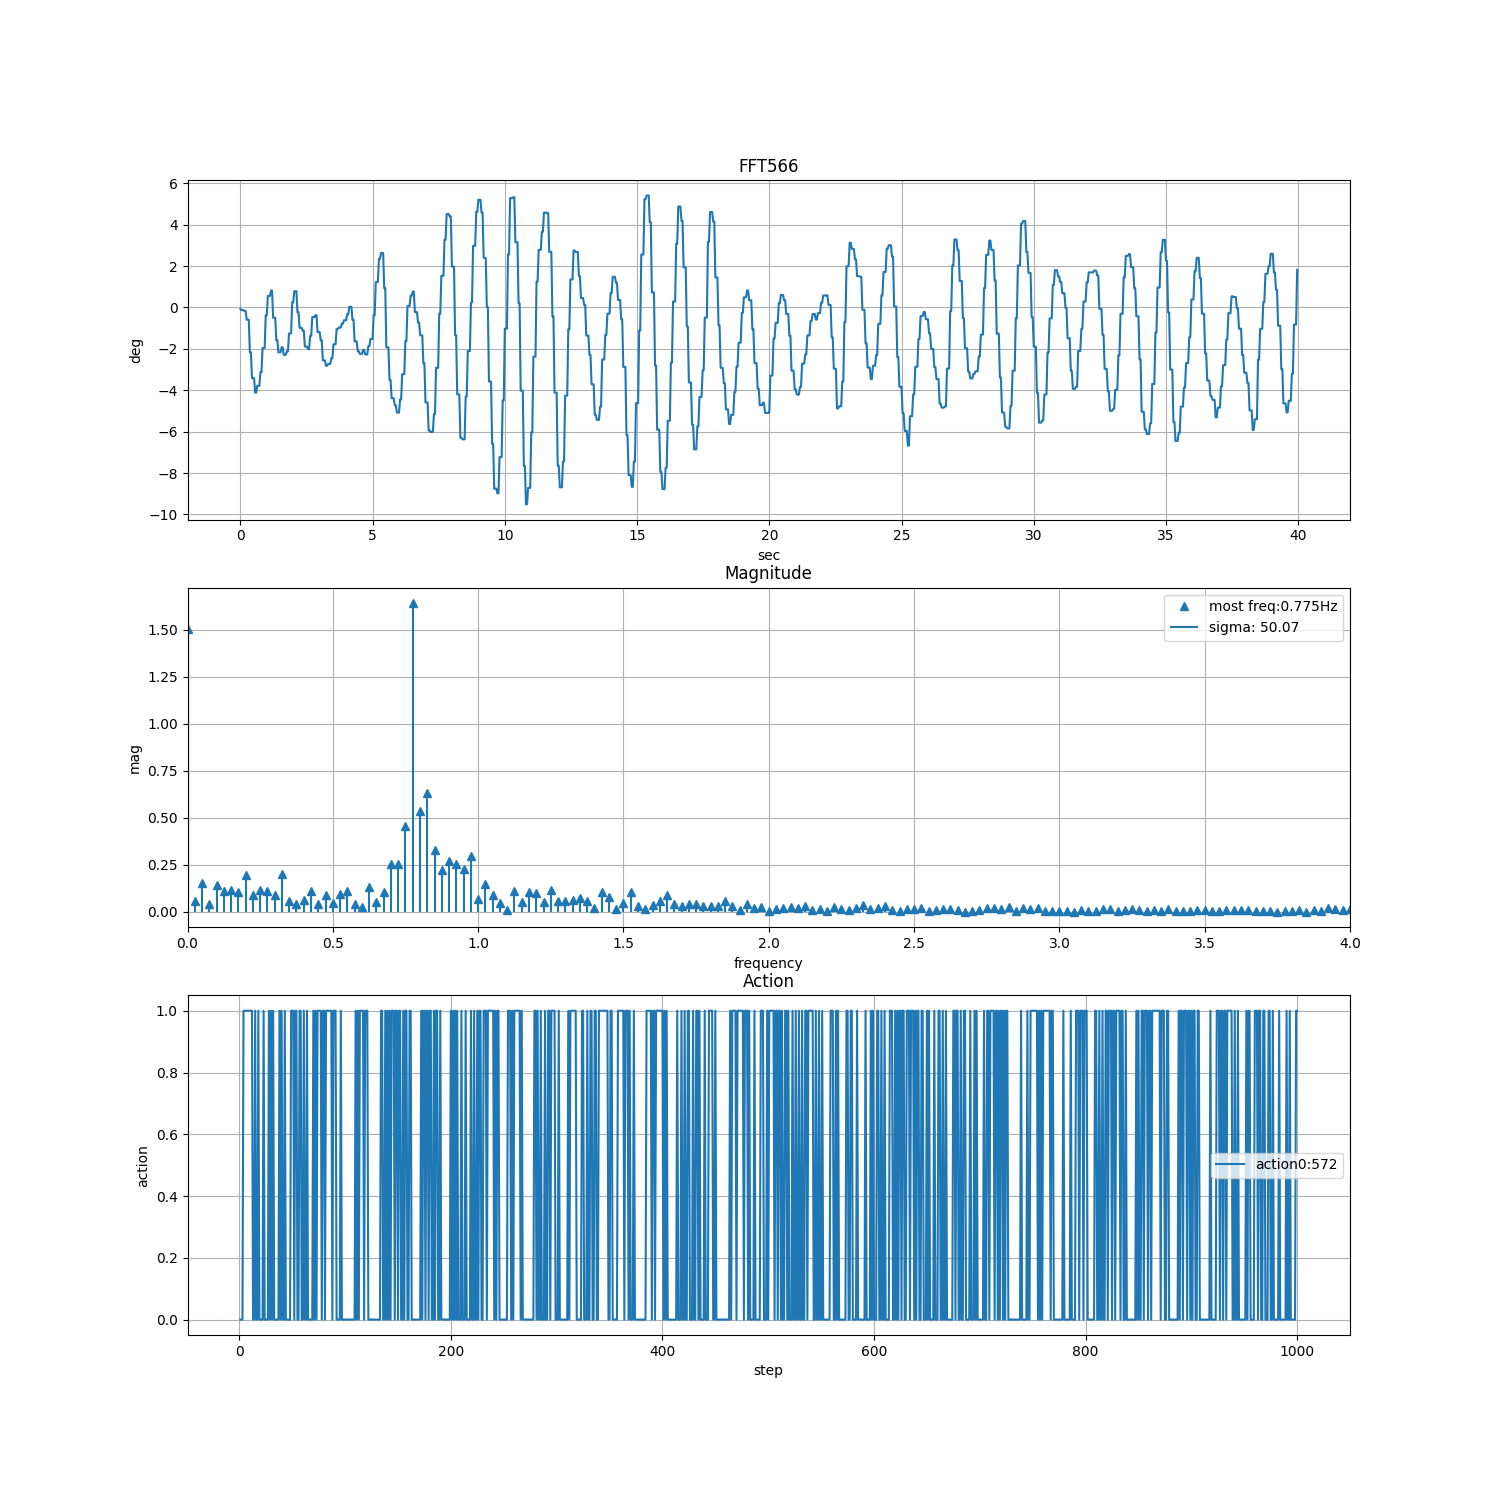 FFT566
6
4
2
0
−2
−4
−6
−8
−10
deg
0 5 10 15 20 25 30 35 40
sec
Magnitude
most freq:0.775Hz
sigma: 50.07
1.50
1.25
1.00
0.75
0.50
0.25
0.00
mag
0.0 0.5 1.0 1.5 2.0 2.5 3.0 3.5 4.0
frequency
Action
1.0
0.8
0.6
0.4
0.2
0.0
action
action0:572
0 200 400 600 800 1000
step